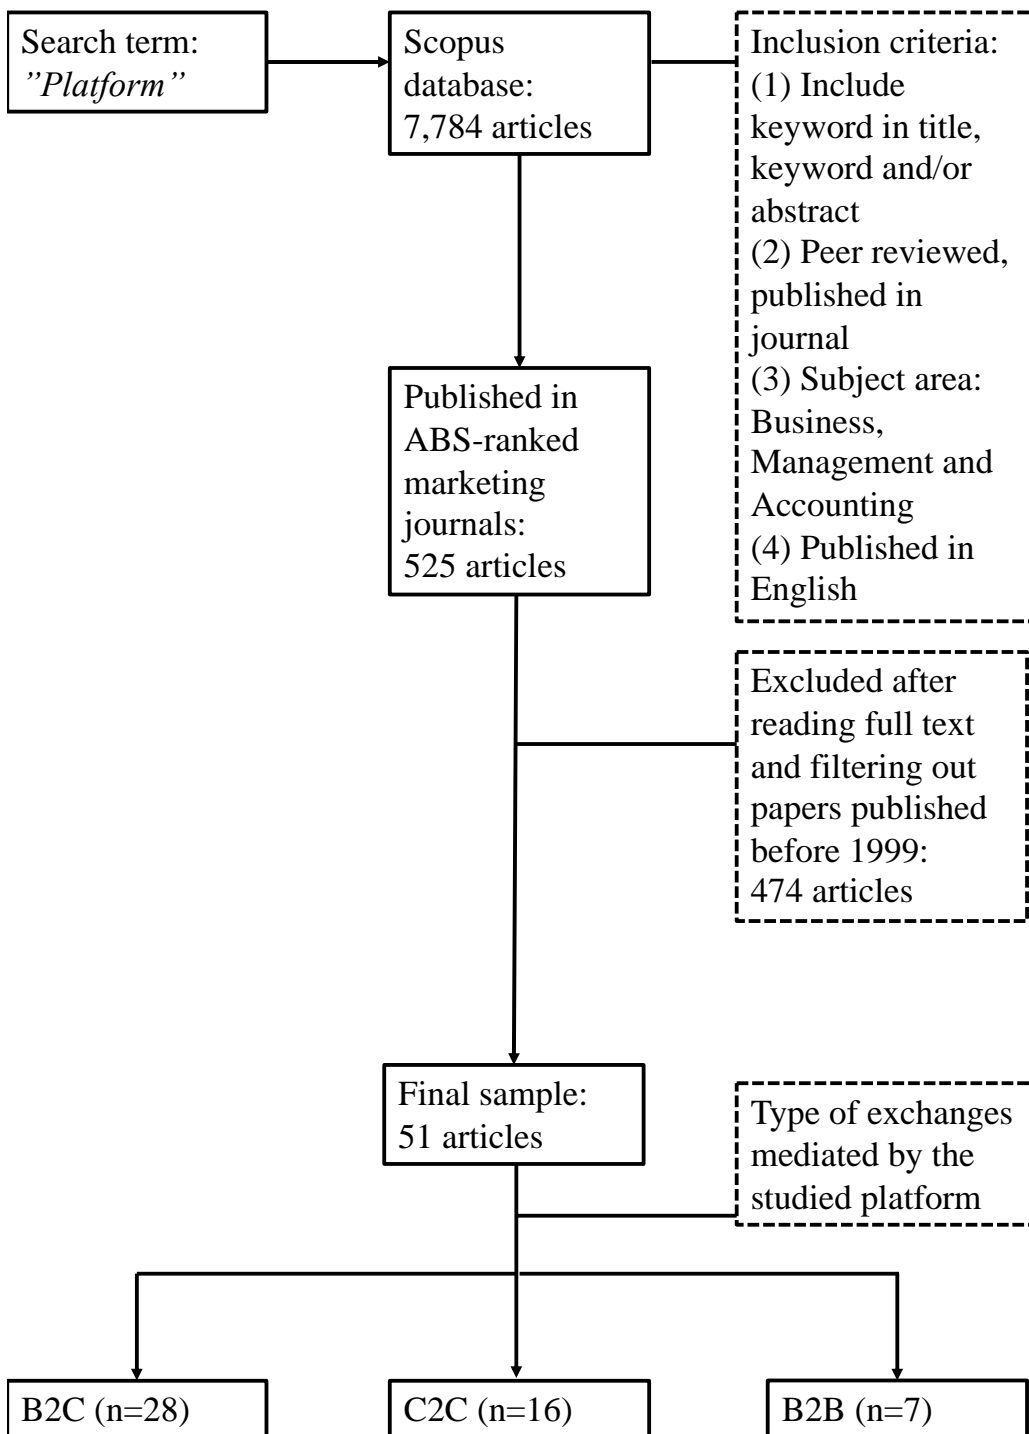 Search term:
”Platform”
Scopus
database:
7,784 articles
Inclusion criteria:
(1) Include
keyword in title,
keyword and/or
abstract
(2) Peer reviewed,
published in
journal
(3) Subject area:
Business,
Management and
Accounting
(4) Published in
English
Published in
ABS-ranked
marketing
journals:
525 articles
Excluded after
reading full text
and filtering out
papers published
before 1999:
474 articles
Final sample:
51 articles
Type of exchanges
mediated by the
studied platform
B2C (n=28)
C2C (n=16)
B2B (n=7)